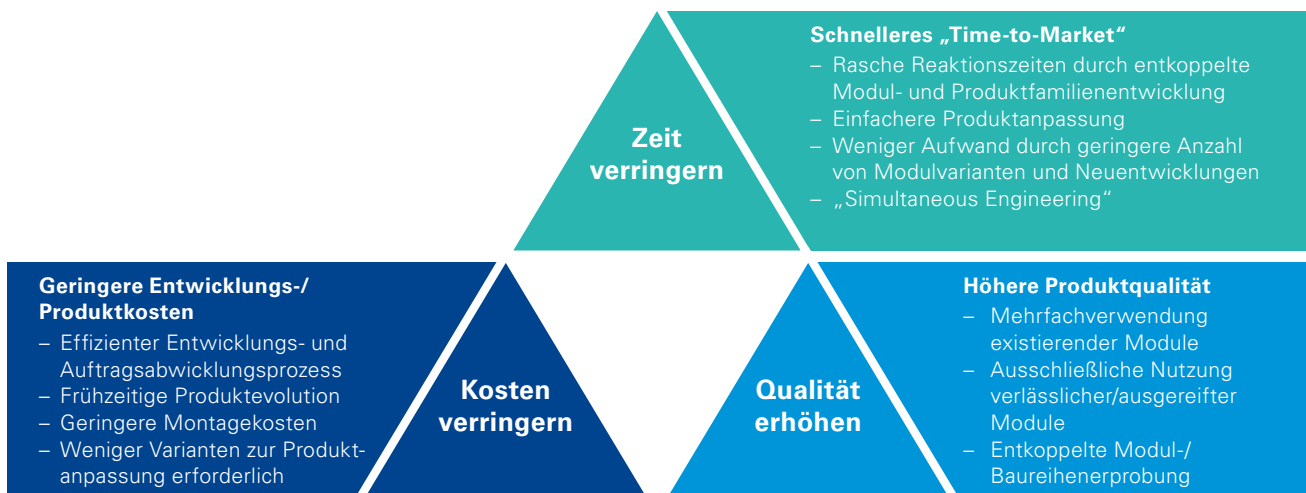 Zeit
verringern
Schnelleres „Time-to-Market“
– Rasche Reaktionszeiten durch entkoppelte
Modul- und Produktfamilienentwicklung
– Einfachere Produktanpassung
– Weniger Aufwand durch geringere Anzahl
von Modulvarianten und Neuentwicklungen
– „Simultaneous Engineering“
Geringere Entwicklungs-/
Produktkosten
– Effizienter Entwicklungs- und
Auftragsabwicklungsprozess
– Frühzeitige Produktevolution
– Geringere Montagekosten
– Weniger Varianten zur Produkt-
anpassung erforderlich
Kosten
verringern
Qualität
erhöhen
Höhere Produktqualität
– Mehrfachverwendung
existierender Module
– Ausschließliche Nutzung
verlässlicher/ausgereifter
Module
– Entkoppelte Modul-/
Baureihenerprobung